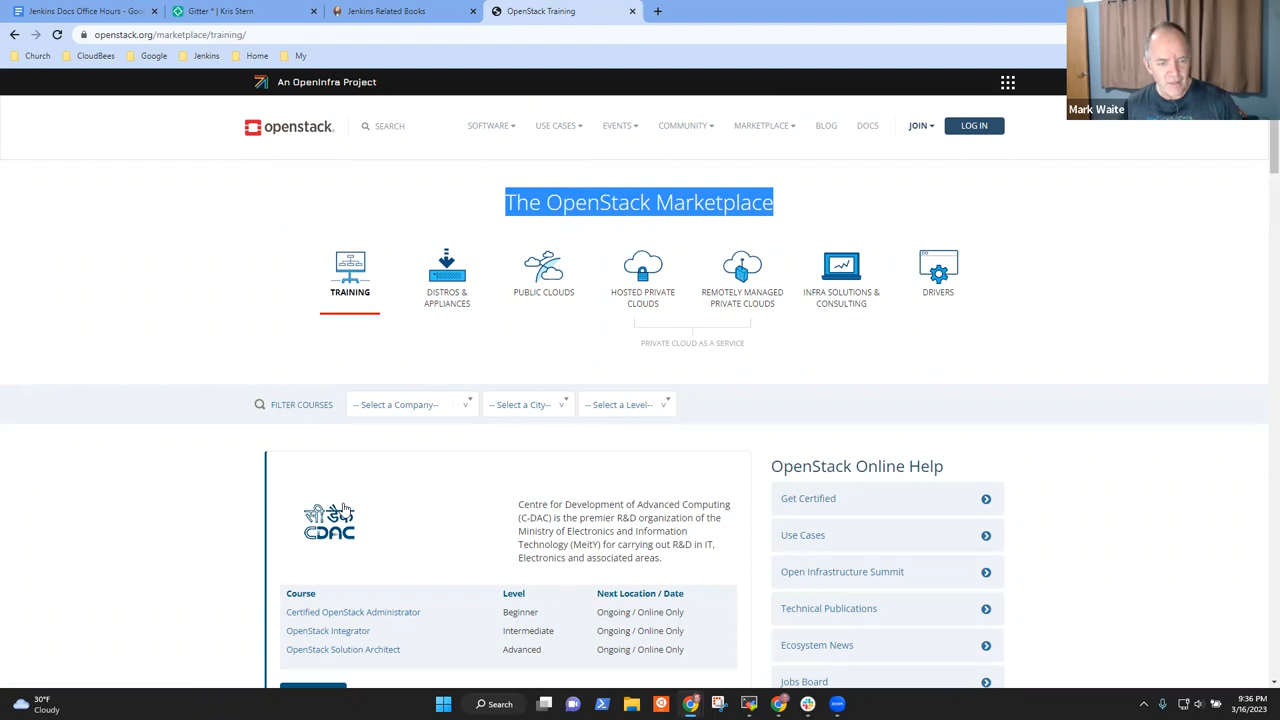 Jenkins Docs Office Hours - Goo
Gitter * | Kris Stern
Jenkins Related Books
OpenStack Training
openstack.org/marketplace/training/
Church
CloudBees
Google
Jenkins
Home
My
Mark Waite
An OpenInfra Project
openstack.
SEARCH
SOFTWARE
USE CASES
EVENTS
COMMUNITY
MARKETPLACE
BLOG
DOCS
JOIN
LOG IN
The OpenStack Marketplace
TRAINING
DISTROS &
APPLIANCES
PUBLIC CLOUDS
HOSTED PRIVATE
CLOUDS
REMOTELY MANAGED
PRIVATE CLOUDS
INFRA SOLUTIONS &
CONSULTING
DRIVERS
PRIVATE CLOUD AS A SERVICE
FILTER COURSES
-- Select a Company--
-- Select a City--
-- Select a Level--
सी डैक
CDAC
Centre for Development of Advanced Computing
(C-DAC) is the premier R&D organization of the
Ministry of Electronics and Information
Technology (MeitY) for carrying out R&D in IT,
Electronics and associated areas.
Course Level Next Location / Date
Certified OpenStack Administrator Beginner Ongoing / Online Only
OpenStack Integrator Intermediate Ongoing / Online Only
OpenStack Solution Architect Advanced Ongoing / Online Only
OpenStack Online Help
Get Certified
Use Cases
Open Infrastructure Summit
Technical Publications
Ecosystem News
Jobs Board
30°F
Cloudy
Search
9:36 PM
3/16/2023